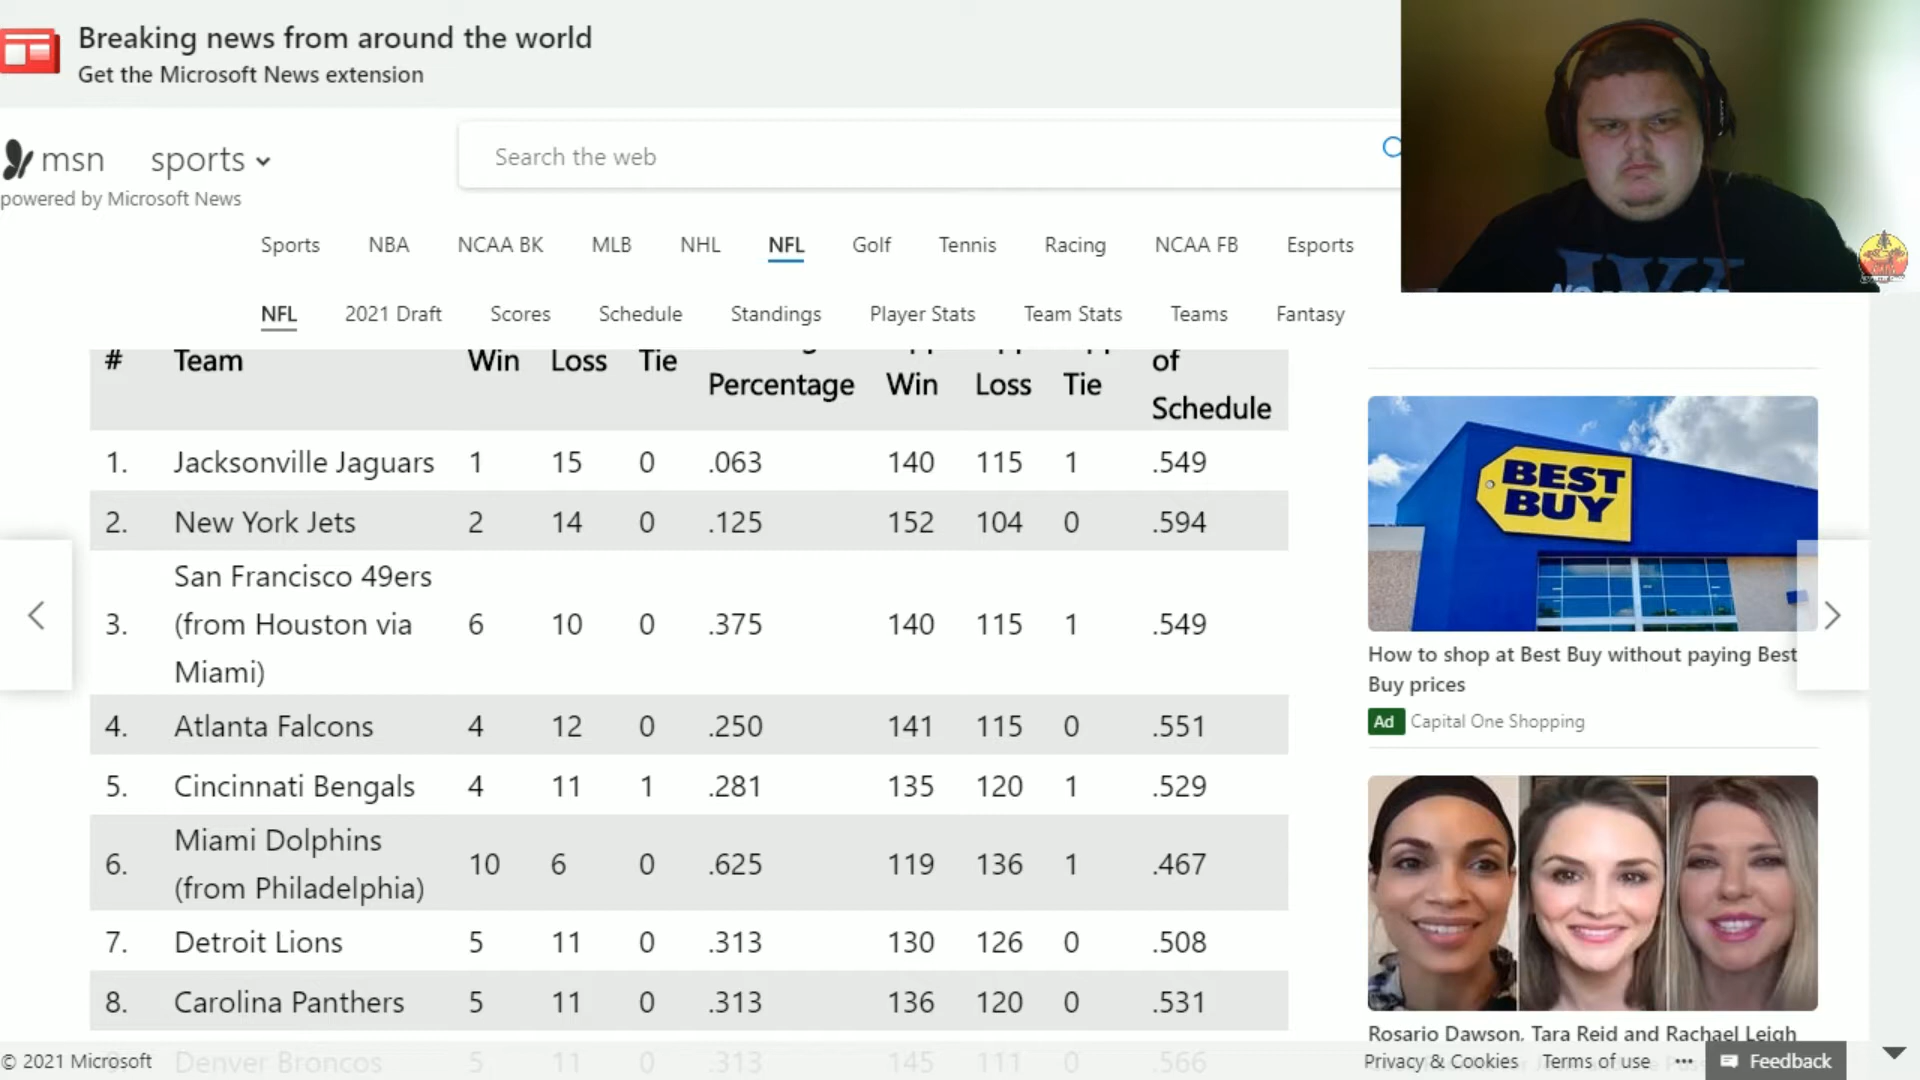 Breaking news from around the world
Get the Microsoft News extension
msn sports
powered by Microsoft News
Search the web
Sports NBA NCAA BK MLB NHL NFL Golf Tennis Racing NCAA FB Esports
NFL 2021 Draft Scores Schedule Standings Player Stats Team Stats Teams Fantasy
# Team Win Loss Tie Percentage Win Loss Tie of Schedule
1. Jacksonville Jaguars 1 15 0 .063 140 115 1 .549
2. New York Jets 2 14 0 .125 152 104 0 .594
3. San Francisco 49ers (from Houston via Miami) 6 10 0 .375 140 115 1 .549
4. Atlanta Falcons 4 12 0 .250 141 115 0 .551
5. Cincinnati Bengals 4 11 1 .281 135 120 1 .529
6. Miami Dolphins (from Philadelphia) 10 6 0 .625 119 136 1 .467
7. Detroit Lions 5 11 0 .313 130 126 0 .508
8. Carolina Panthers 5 11 0 .313 136 120 0 .531
Denver Broncos 5 11 0 .313 145 111 0 .566
BEST
BUY
How to shop at Best Buy without paying Best
Buy prices
Ad Capital One Shopping
Rosario Dawson, Tara Reid and Rachael Leigh
© 2021 Microsoft
Privacy & Cookies Terms of use ... Feedback